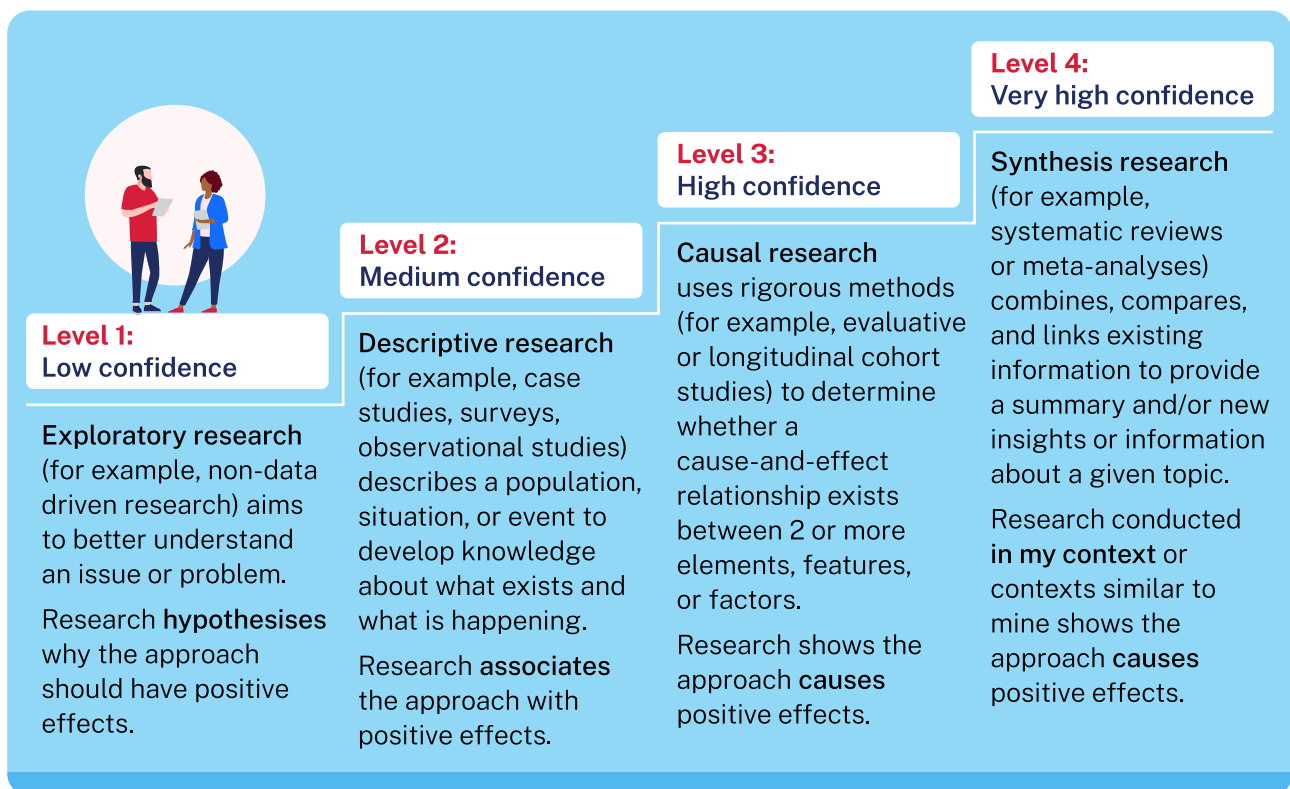 Level 1:
Low confidence
Exploratory research
(for example, non-data
driven research) aims
to better understand
an issue or problem.
Research hypothesises
why the approach
should have positive
effects.
Level 2:
Medium confidence
Descriptive research
(for example, case
studies, surveys,
observational studies)
describes a population,
situation, or event to
develop knowledge
about what exists and
what is happening.
Research associates
the approach with
positive effects.
Level 3:
High confidence
Causal research
uses rigorous methods
(for example, evaluative
or longitudinal cohort
studies) to determine
whether a
cause-and-effect
relationship exists
between 2 or more
elements, features,
or factors.
Research shows the
approach causes
positive effects.
Level 4:
Very high confidence
Synthesis research
(for example,
systematic reviews
or meta-analyses)
combines, compares,
and links existing
information to provide
a summary and/or new
insights or information
about a given topic.
Research conducted
in my context or
contexts similar to
mine shows the
approach causes
positive effects.